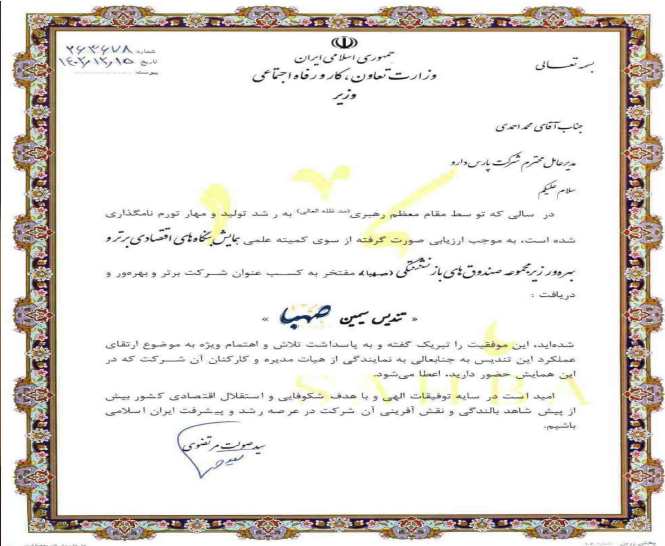 بسمه تعالی
جمهوری اسلامی ایران
وزارت تعاون، کار و رفاه اجتماعی
وزیر
شماره: ۲۶۳۶۷۸
تاریخ: ۱۴۰۲/۱۲/۱۵
پیوست:
جناب آقای محمد احمدی
مدیرعامل محترم شرکت پارس دارو
سلام علیکم
در سالی که توسط مقام معظم رهبری (مد ظله العالی) به رشد تولید و مهار تورم نامگذاری
شده است، به موجب ارزیابی صورت گرفته از سوی کمیته علمی همایش بنگاه‌های اقتصادی برتر و
بهره‌ور زیرمجموعه صندوق‌های بازنشستگی (صهبا)، مفتخر به کسب عنوان شرکت برتر و بهره‌ور و
دریافت :
« تندیس سیمین صهبا »
شده‌اید. این موفقیت را تبریک گفته و به پاسداشت تلاش و اهتمام ویژه به موضوع ارتقای
عملکرد این تندیس به جنابعالی به نمایندگی از هیات مدیره و کارکنان آن شرکت که در
این همایش حضور دارید، اعطا می‌شود.
امید است در سایه توفیقات الهی و با هدف شکوفایی و استقلال اقتصادی کشور بیش
از پیش شاهد بالندگی و نقش آفرینی آن شرکت در عرصه رشد و پیشرفت ایران اسلامی
باشیم.
سید صولت مرتضوی
SAHBA